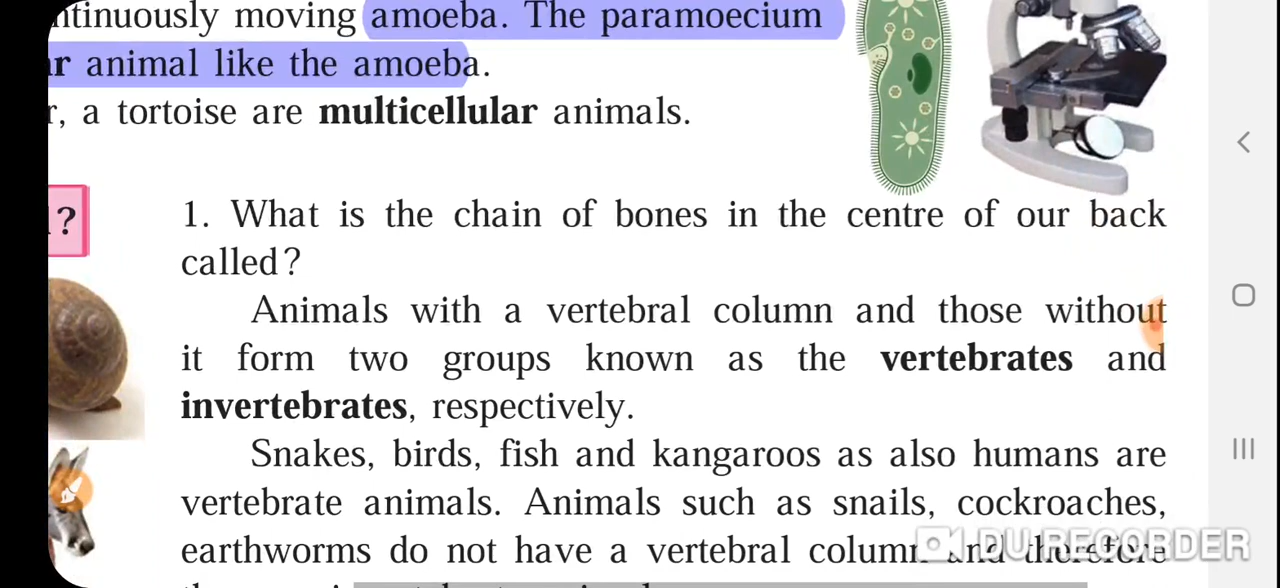 ntinuously moving amoeba. The paramoecium
r animal like the amoeba.
r, a tortoise are multicellular animals.
?
1. What is the chain of bones in the centre of our back
called?
Animals with a vertebral column and those without
it form two groups known as the vertebrates and
invertebrates, respectively.
Snakes, birds, fish and kangaroos as also humans are
vertebrate animals. Animals such as snails, cockroaches,
earthworms do not have a vertebral column and therefore
DU RECORDER